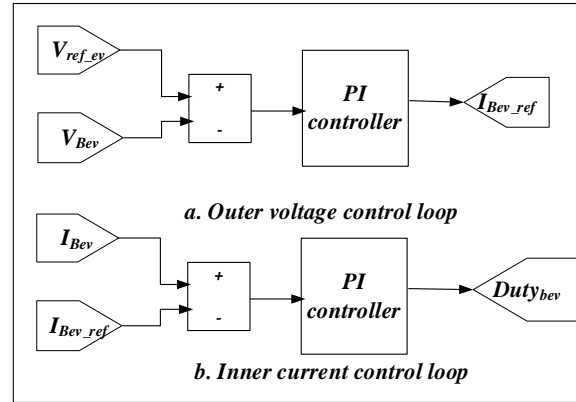 V_ref_ev
+
PI
controller
I_Bev_ref
V_Bev
-
a. Outer voltage control loop
I_Bev
+
PI
controller
Duty_bev
I_Bev_ref
-
b. Inner current control loop